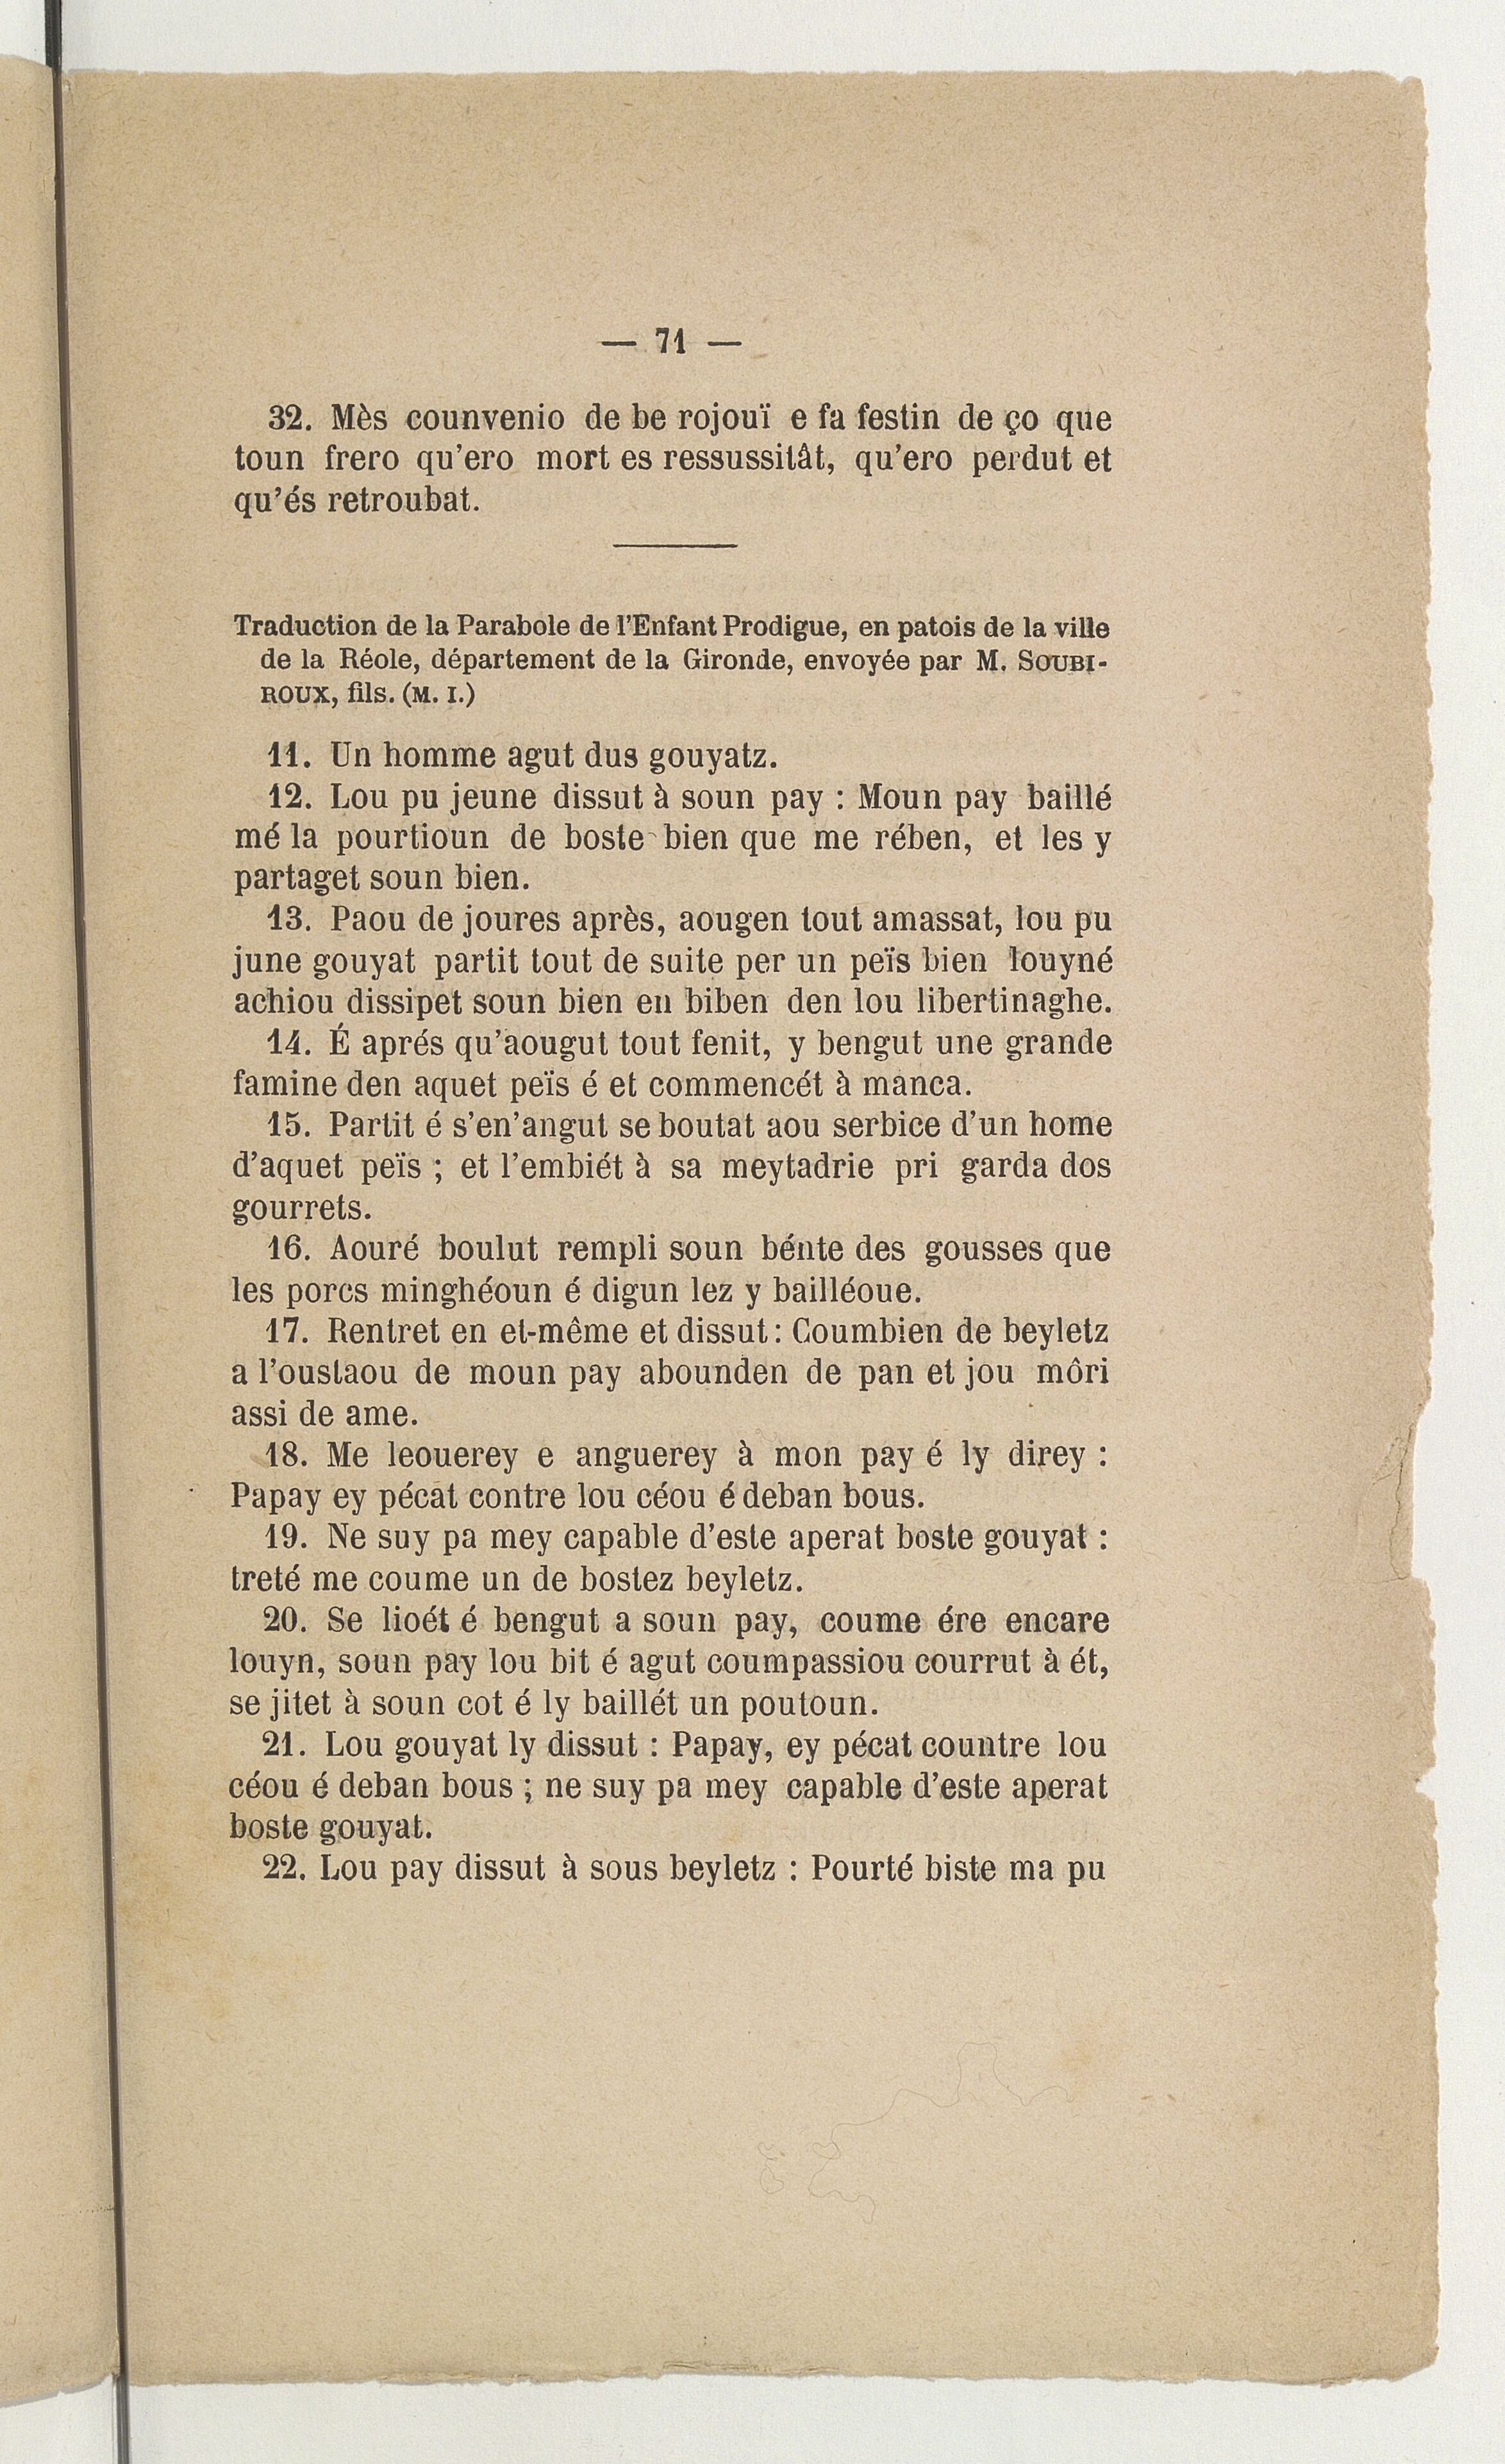 — 71 —
32. Mès counvenio de be rojouï e fa festin de ço que
toun frero qu'ero mort es ressussitât, qu'ero perdut et
qu'és retroubat.
Traduction de la Parabole de l'Enfant Prodigue, en patois de la ville
de la Réole, département de la Gironde, envoyée par M. SOUBI-
ROUX, fils. (M. I.)
11. Un homme agut dus gouyatz.
12. Lou pu jeune dissut à soun pay : Moun pay baillé
mé la pourtioun de boste bien que me rében, et les y
partaget soun bien.
13. Paou de joures après, aougen tout amassat, lou pu
june gouyat partit tout de suite per un peïs bien louyné
achiou dissipet soun bien en biben den lou libertinaghe.
14. É aprés qu'aougut tout fenit, y bengut une grande
famine den aquet peïs é et commencét à manca.
15. Partit é s'en'angut se boutat aou serbice d'un home
d'aquet peïs ; et l'embiét à sa meytadrie pri garda dos
gourrets.
16. Aouré boulut rempli soun bénte des gousses que
les porcs minghéoun é digun lez y bailléoue.
17. Rentret en et-même et dissut : Coumbien de beyletz
a l'oustaou de moun pay abounden de pan et jou môri
assi de ame.
18. Me leouerey e anguerey à mon pay é ly direy :
Papay ey pécat contre lou céou é deban bous.
19. Ne suy pa mey capable d'este aperat boste gouyat :
treté me coume un de bostez beyletz.
20. Se lioét é bengut a soun pay, coume ére encare
louyn, soun pay lou bit é agut coumpassiou courrut à ét,
se jitet à soun cot é ly baillét un poutoun.
21. Lou gouyat ly dissut : Papay, ey pécat countre lou
céou é deban bous ; ne suy pa mey capable d'este aperat
boste gouyat.
22. Lou pay dissut à sous beyletz : Pourté biste ma pu